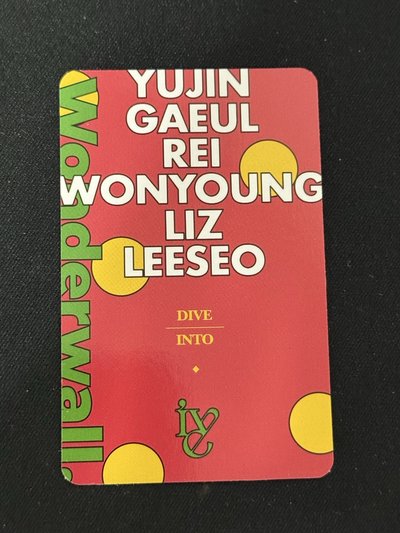 YUJIN
GAEUL
REI
WONYOUNG
LIZ
LEESEO
Wonderwall.
DIVE
INTO
ive